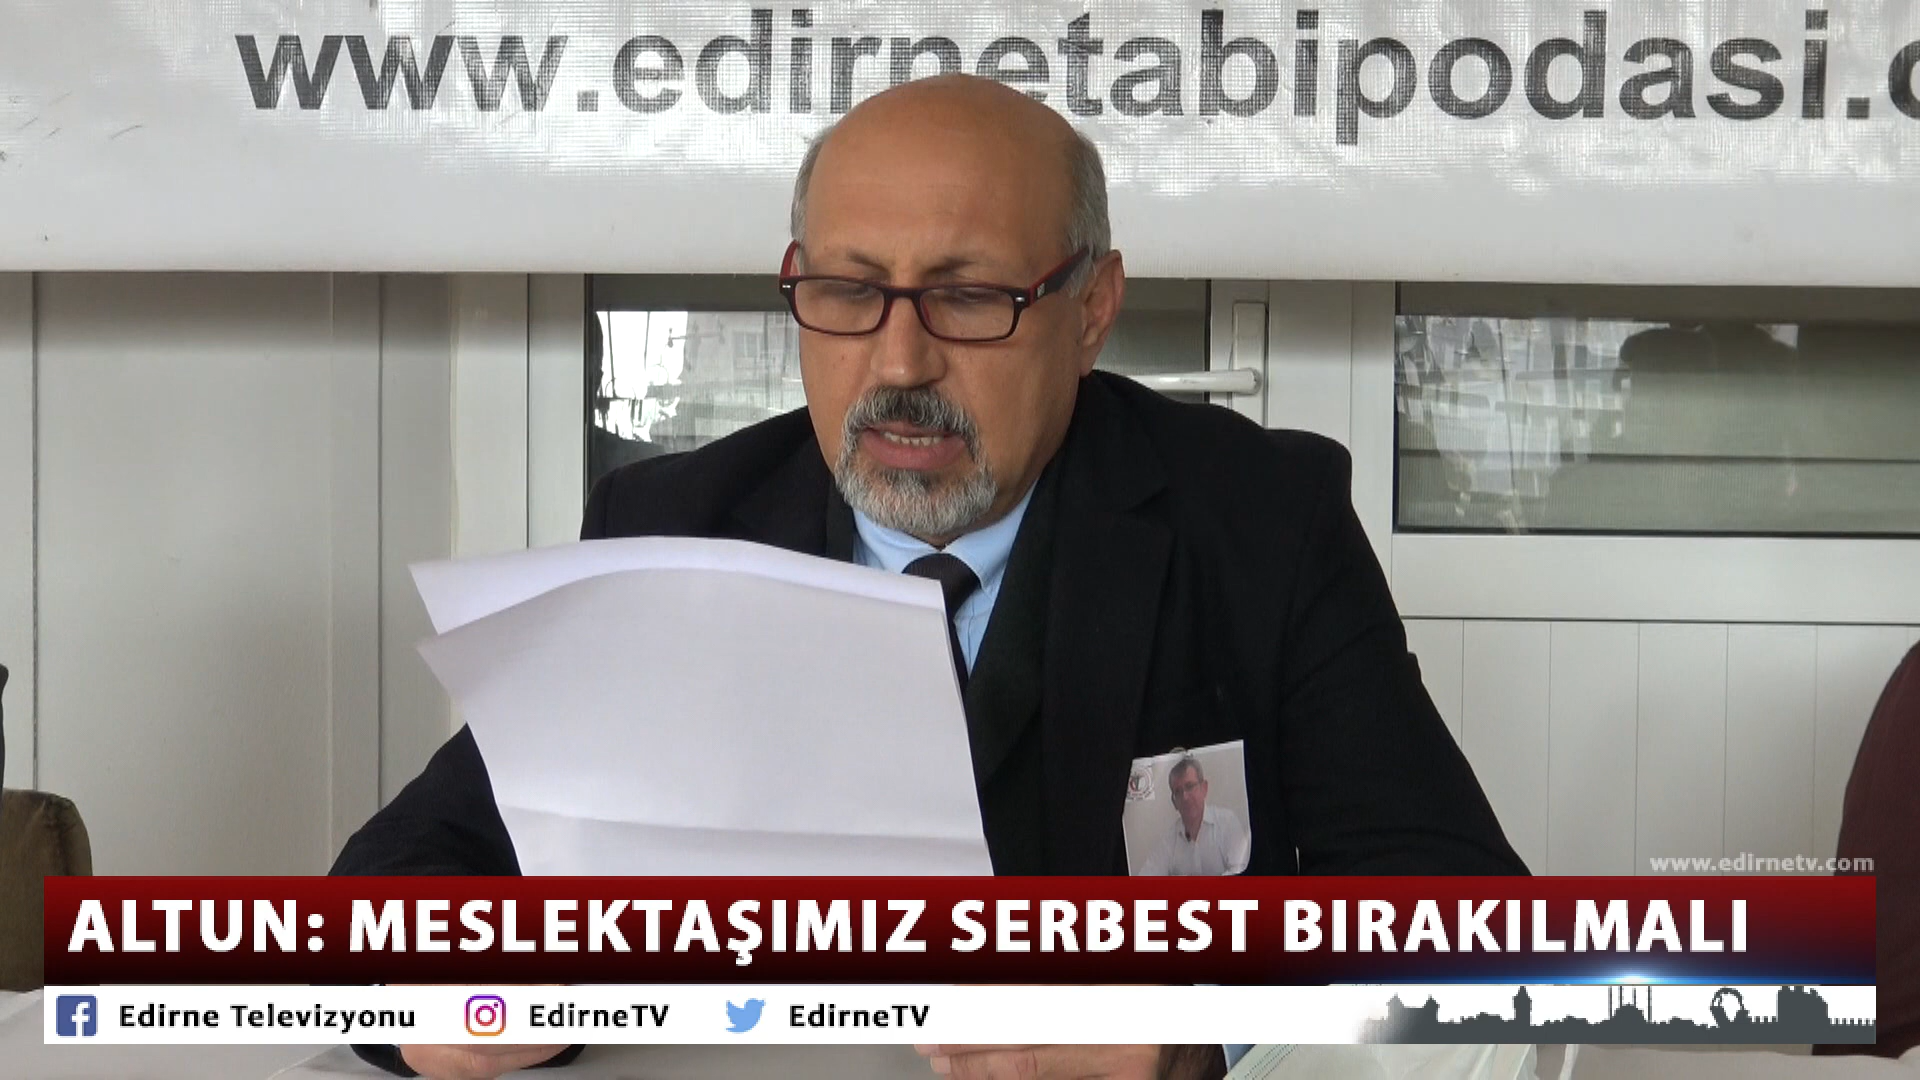 www.edirnetabipodasi.
www.edirnetv.com
ALTUN: MESLEKTAŞIMIZ SERBEST BIRAKILMALI
Edirne Televizyonu EdirneTV EdirneTV